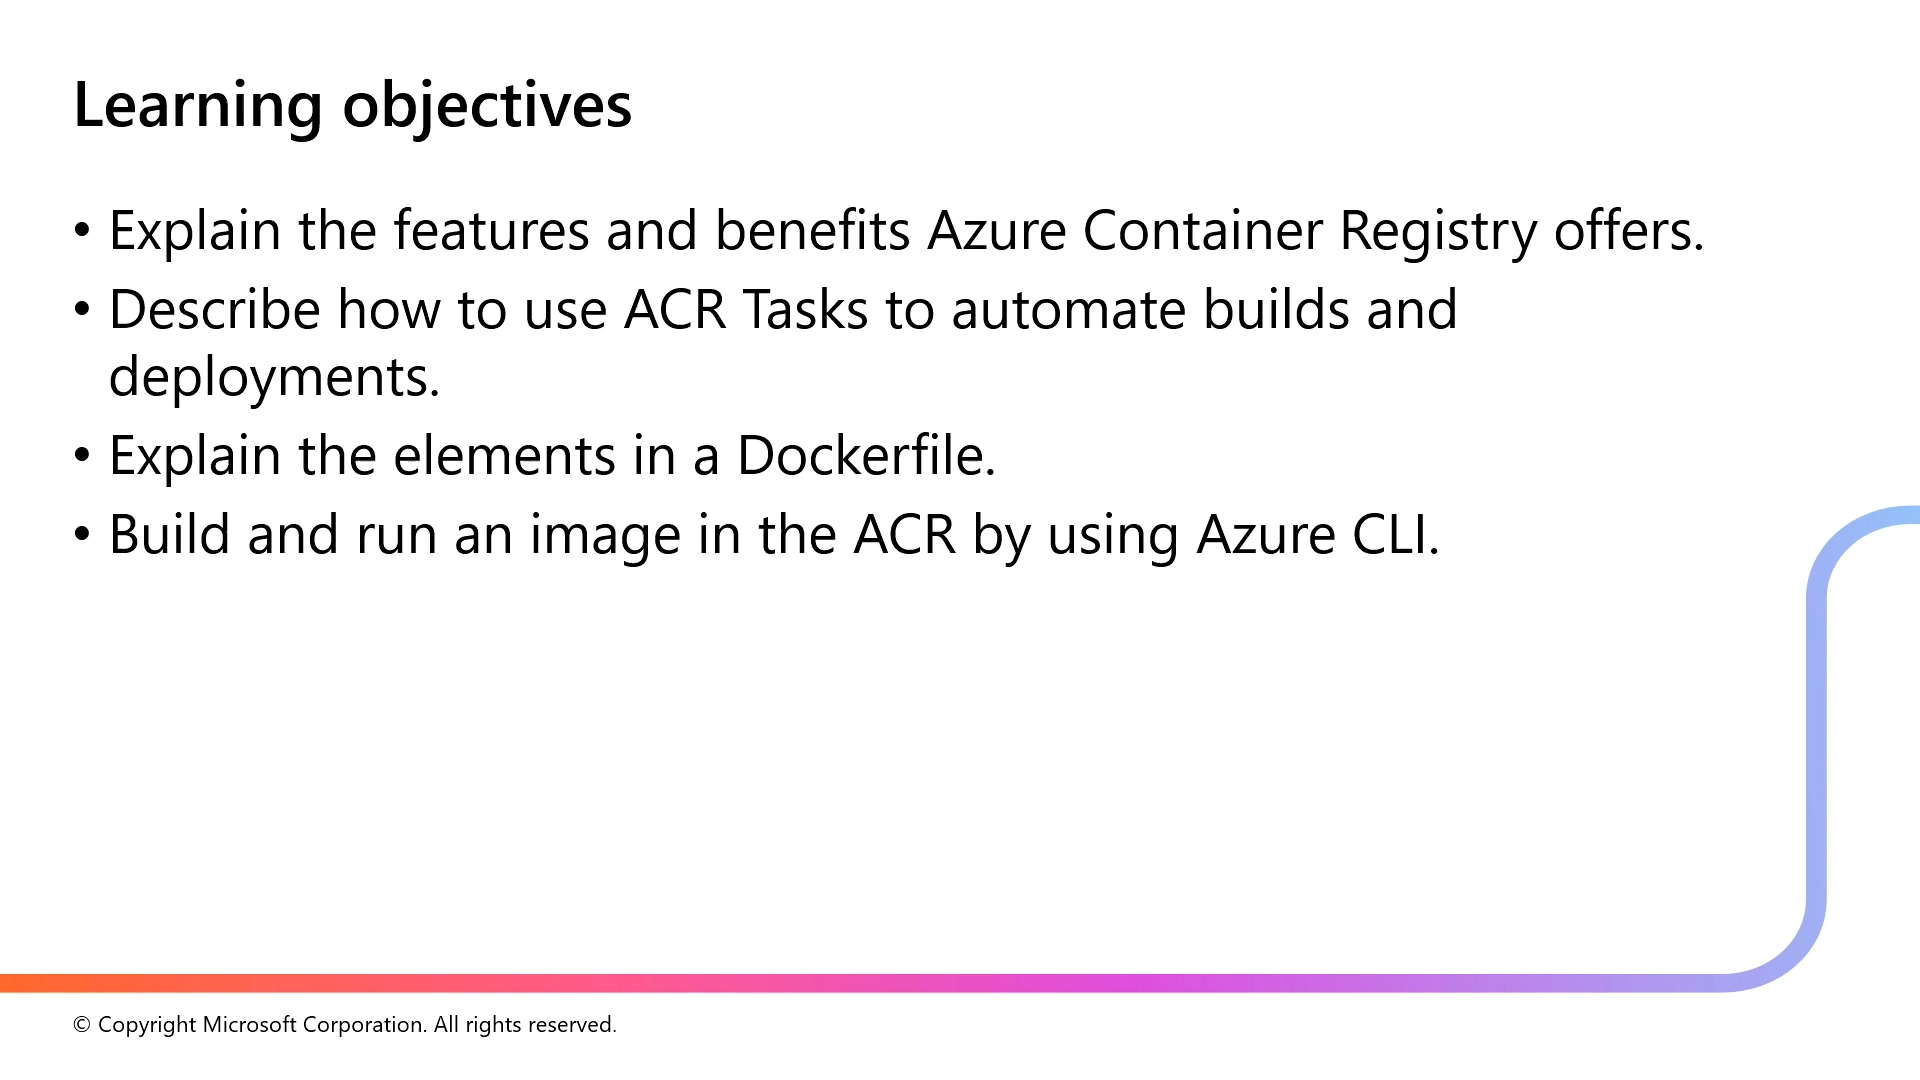 Learning objectives
• Explain the features and benefits Azure Container Registry offers.
• Describe how to use ACR Tasks to automate builds and
deployments.
• Explain the elements in a Dockerfile.
• Build and run an image in the ACR by using Azure CLI.
© Copyright Microsoft Corporation. All rights reserved.